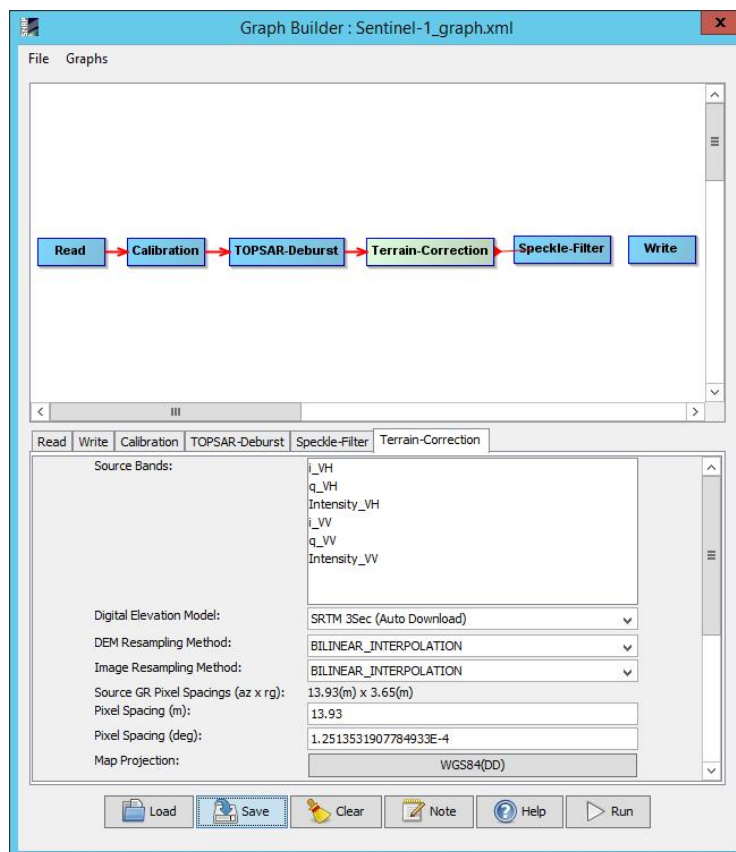 Graph Builder : Sentinel-1_graph.xml
x
File Graphs
Read Calibration TOPSAR-Deburst Terrain-Correction Speckle-Filter Write
Read Write Calibration TOPSAR-Deburst Speckle-Filter Terrain-Correction
Source Bands: i_VH
q_VH
Intensity_VH
i_VV
q_VV
Intensity_VV
Digital Elevation Model: SRTM 3Sec (Auto Download)
DEM Resampling Method: BILINEAR_INTERPOLATION
Image Resampling Method: BILINEAR_INTERPOLATION
Source GR Pixel Spacings (az x rg): 13.93(m) x 3.65(m)
Pixel Spacing (m): 13.93
Pixel Spacing (deg): 1.2513531907784933E-4
Map Projection: WGS84(DD)
Load Save Clear Note Help Run